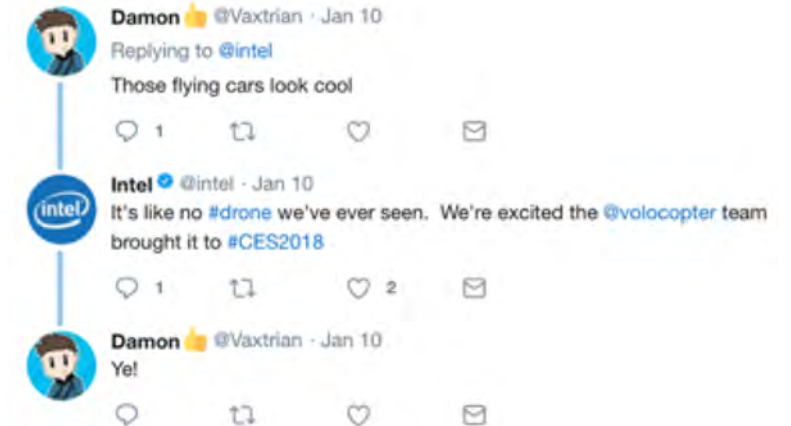 Damon 👍 @Vaxtrian · Jan 10
Replying to @intel
Those flying cars look cool
1
Intel @intel · Jan 10
(intel)
It's like no #drone we've ever seen.  We're excited the @volocopter team
brought it to #CES2018
1 2
Damon 👍 @Vaxtrian · Jan 10
Ye!